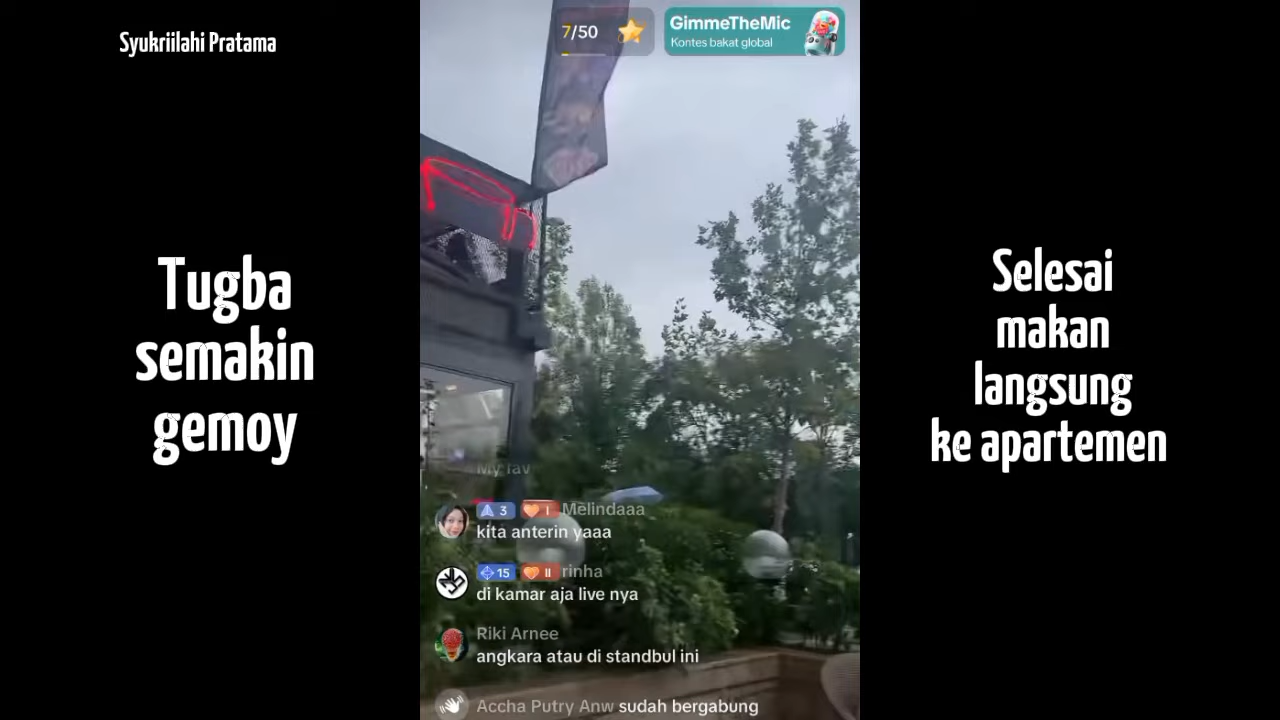 Syukriilahi Pratama
7/50
GimmeTheMic
Kontes bakat global
Tugba
semakin
gemoy
Selesai
makan
langsung
ke apartemen
My fav
3 I Melindaaa
kita anterin yaaa
15 II rinha
di kamar aja live nya
Riki Arnee
angkara atau di standbul ini
Accha Putry Anw sudah bergabung